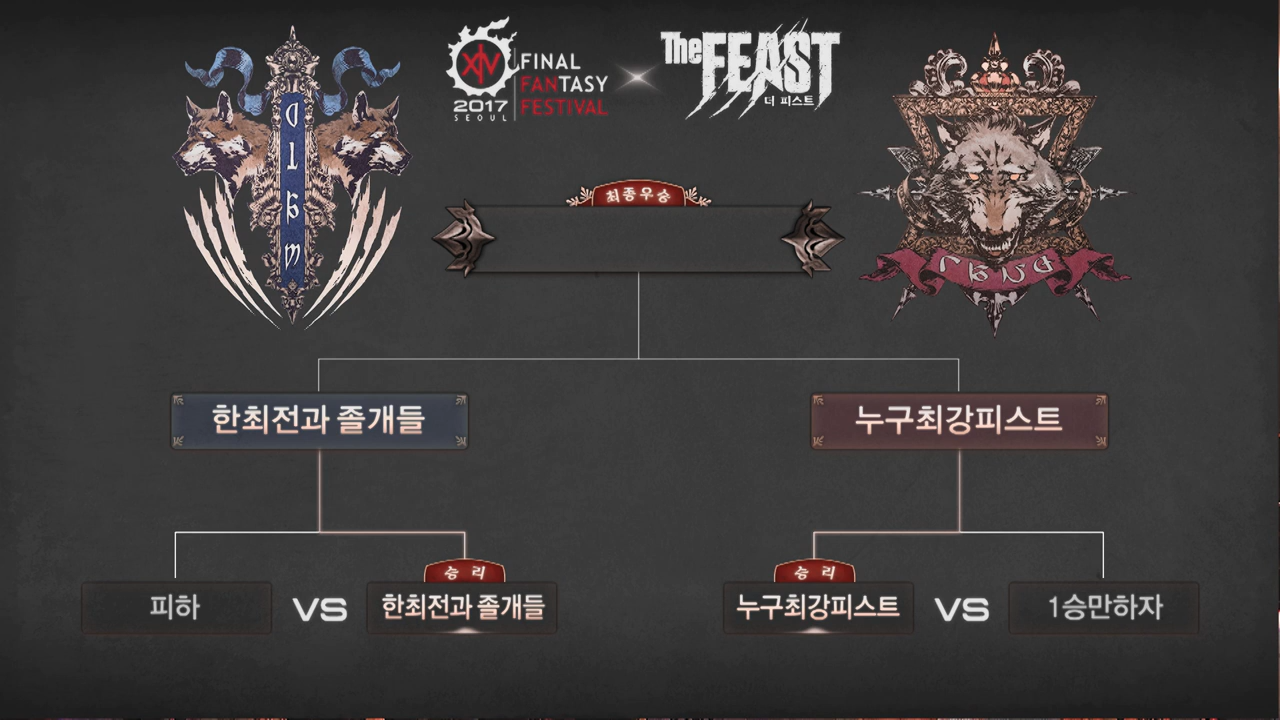 XIV
FINAL
FANTASY
FESTIVAL
2017
SEOUL
The FEAST
더 피스트
최종우승
한최전과 졸개들
누구최강피스트
승리
승리
피하
VS
한최전과 졸개들
누구최강피스트
VS
1승만하자